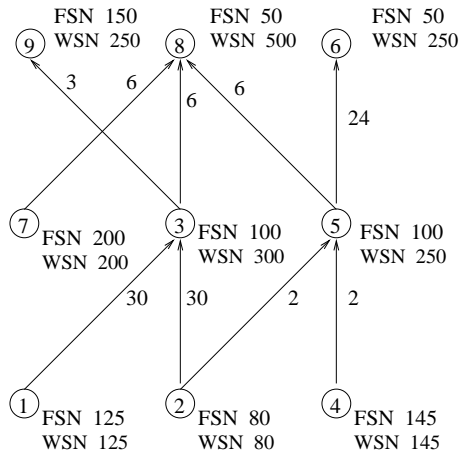 FSN 150
WSN 250
9
FSN 50
WSN 500
8
FSN 50
WSN 250
6
3
6
6
6
24
7
FSN 200
WSN 200
3
FSN 100
WSN 300
5
FSN 100
WSN 250
30
30
2
2
1
FSN 125
WSN 125
2
FSN 80
WSN 80
4
FSN 145
WSN 145